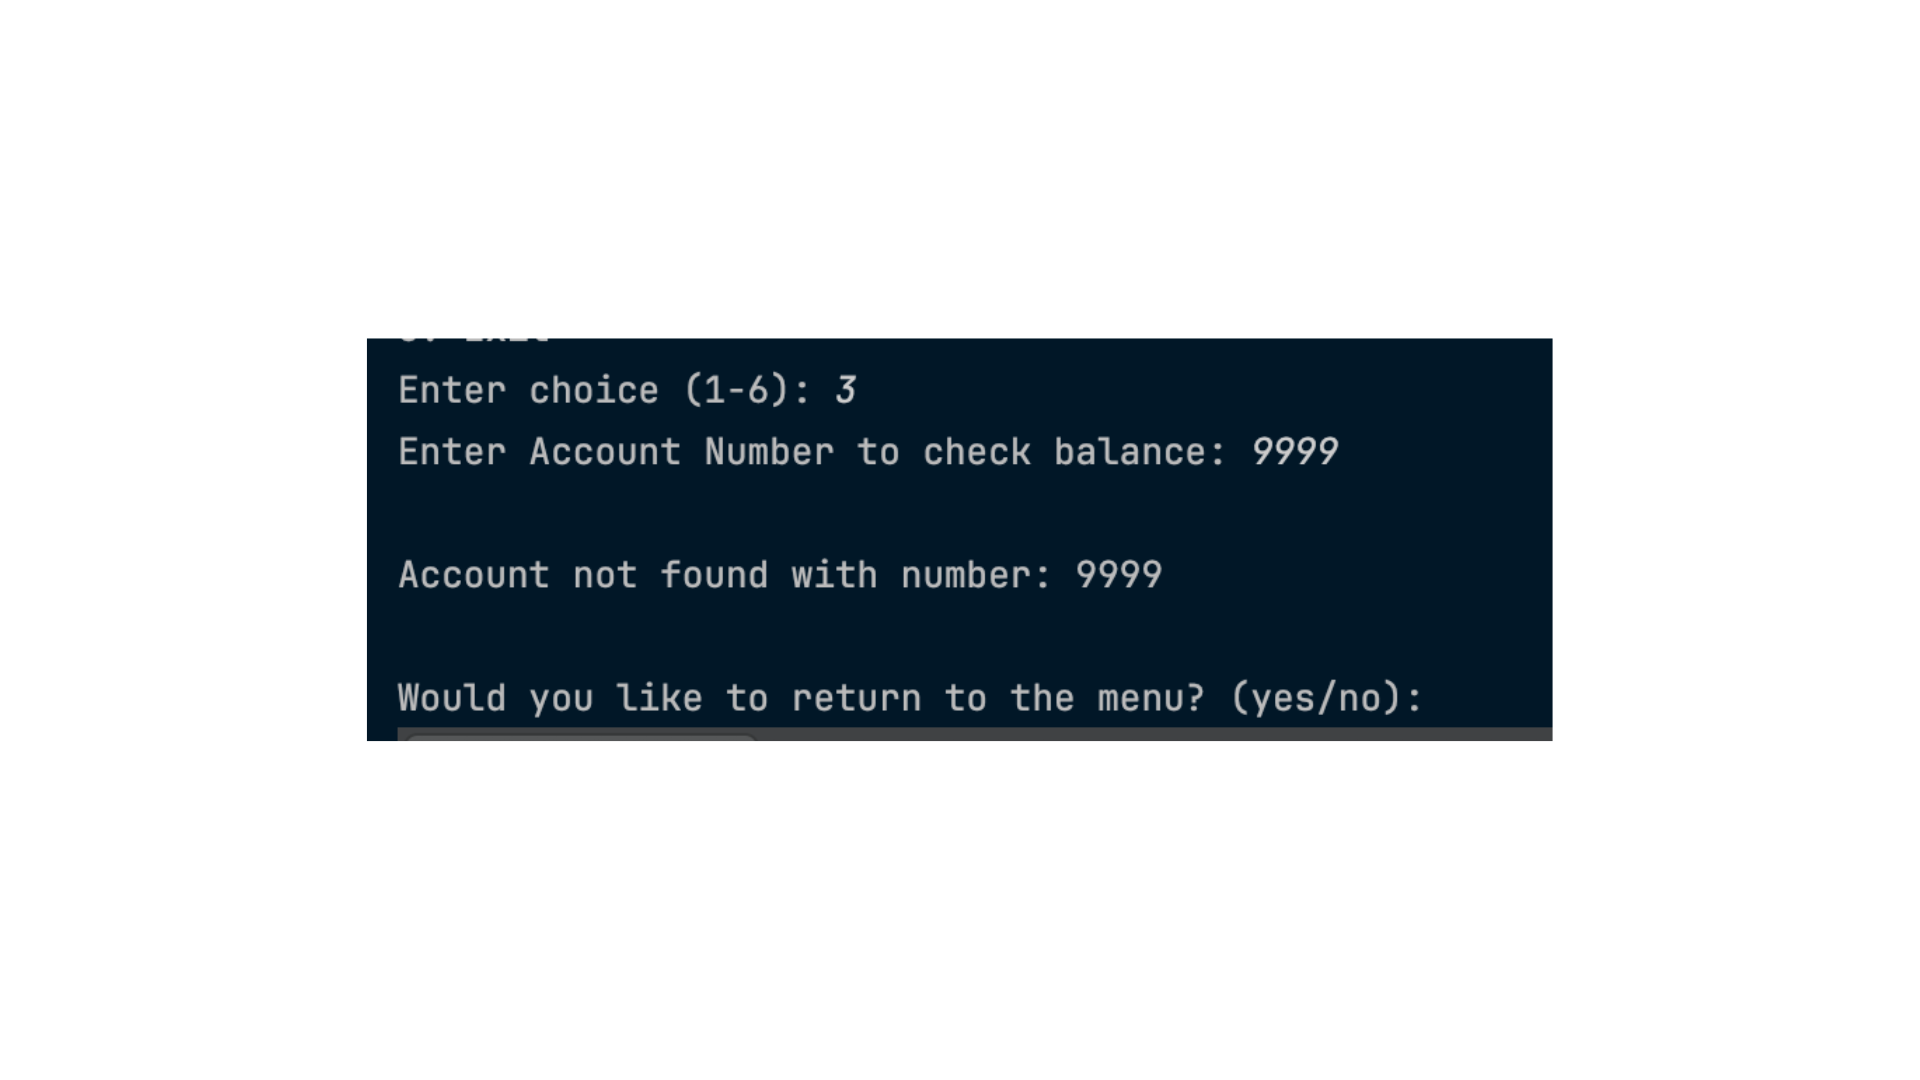 Enter choice (1-6): 3
Enter Account Number to check balance: 9999
Account not found with number: 9999
Would you like to return to the menu? (yes/no):